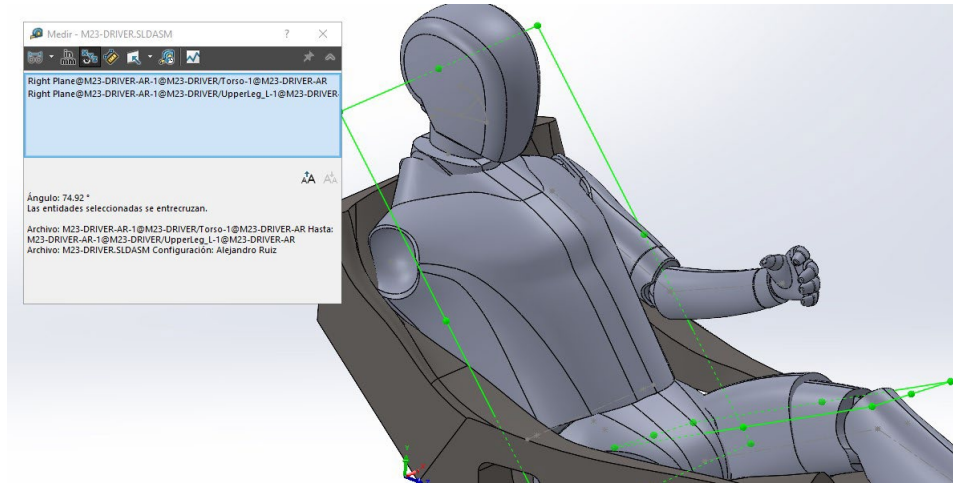 Medir - M23-DRIVER.SLDASM
in
mm
Right Plane@M23-DRIVER-AR-1@M23-DRIVER/Torso-1@M23-DRIVER-AR
Right Plane@M23-DRIVER-AR-1@M23-DRIVER/UpperLeg_L-1@M23-DRIVER-
Ángulo: 74.92 °
Las entidades seleccionadas se entrecruzan.
Archivo: M23-DRIVER-AR-1@M23-DRIVER/Torso-1@M23-DRIVER-AR Hasta:
M23-DRIVER-AR-1@M23-DRIVER/UpperLeg_L-1@M23-DRIVER-AR
Archivo: M23-DRIVER.SLDASM Configuración: Alejandro Ruiz